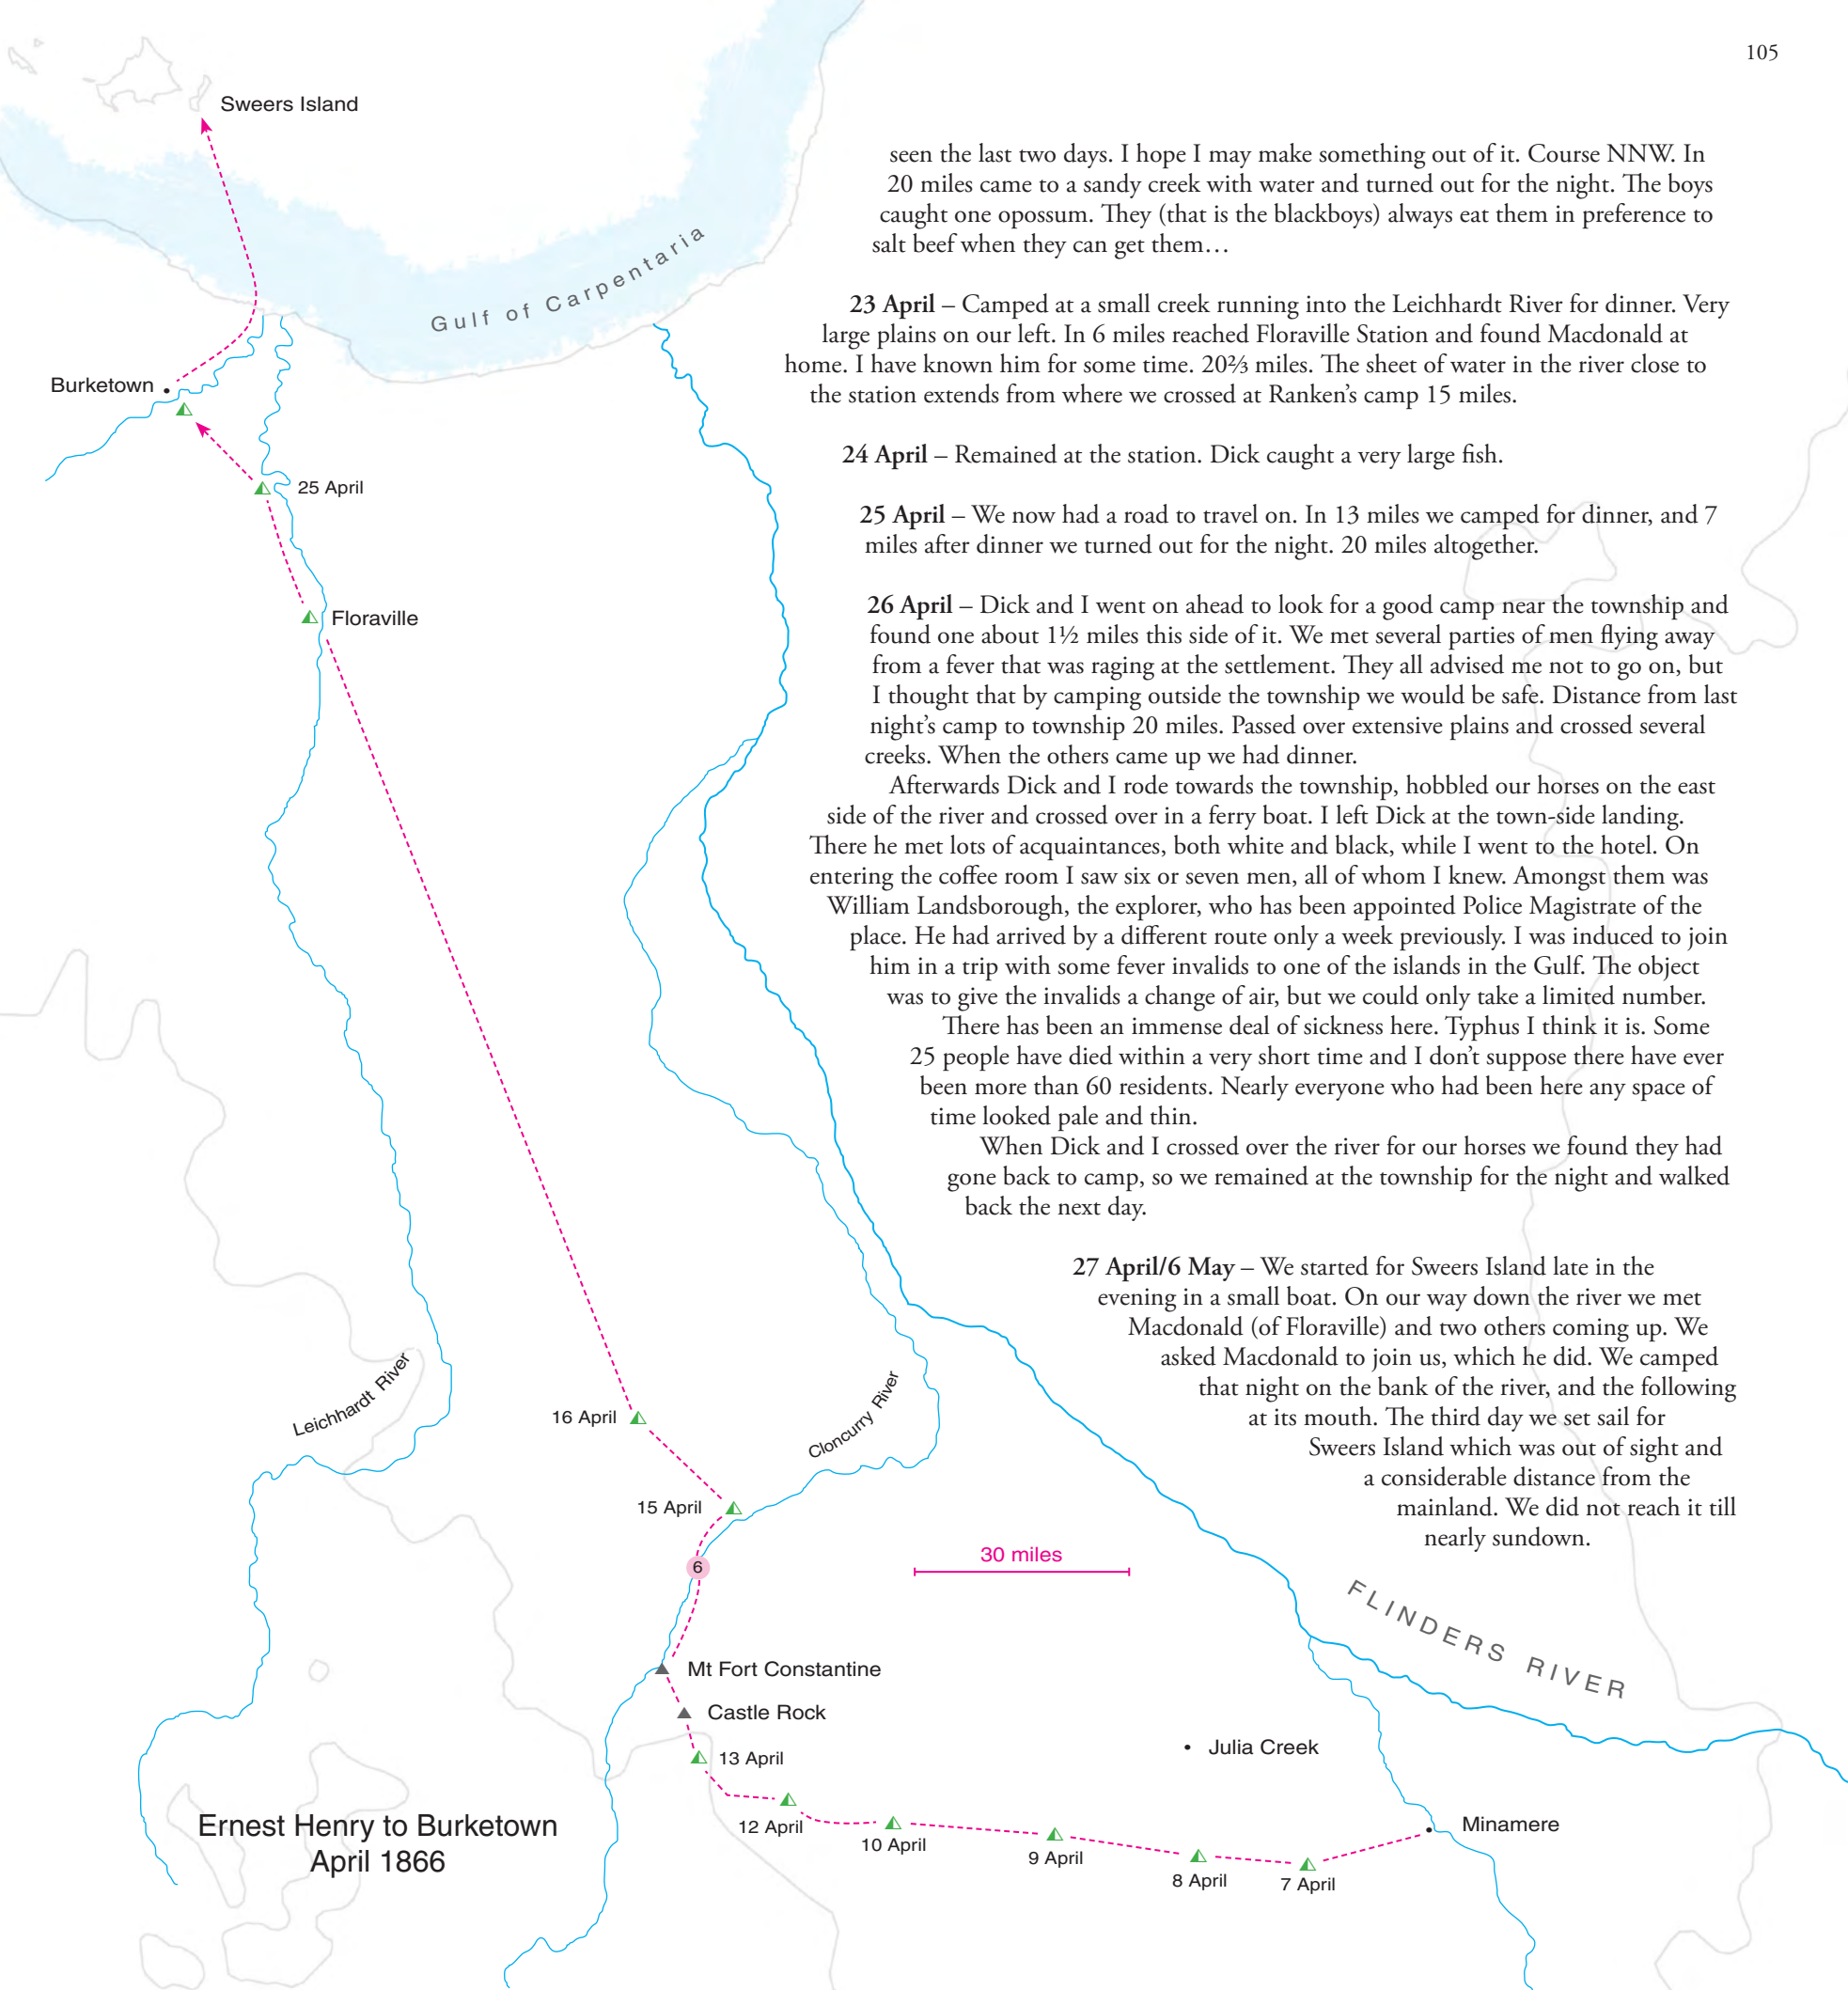 105
seen the last two days. I hope I may make something out of it. Course NNW. In
20 miles came to a sandy creek with water and turned out for the night. The boys
caught one opossum. They (that is the blackboys) always eat them in preference to
salt beef when they can get them…
23 April – Camped at a small creek running into the Leichhardt River for dinner. Very
large plains on our left. In 6 miles reached Floraville Station and found Macdonald at
home. I have known him for some time. 20⅔ miles. The sheet of water in the river close to
the station extends from where we crossed at Ranken’s camp 15 miles.
24 April – Remained at the station. Dick caught a very large fish.
25 April – We now had a road to travel on. In 13 miles we camped for dinner, and 7
miles after dinner we turned out for the night. 20 miles altogether.
26 April – Dick and I went on ahead to look for a good camp near the township and
found one about 1½ miles this side of it. We met several parties of men flying away
from a fever that was raging at the settlement. They all advised me not to go on, but
I thought that by camping outside the township we would be safe. Distance from last
night’s camp to township 20 miles. Passed over extensive plains and crossed several
creeks. When the others came up we had dinner.
Afterwards Dick and I rode towards the township, hobbled our horses on the east
side of the river and crossed over in a ferry boat. I left Dick at the town-side landing.
There he met lots of acquaintances, both white and black, while I went to the hotel. On
entering the coffee room I saw six or seven men, all of whom I knew. Amongst them was
William Landsborough, the explorer, who has been appointed Police Magistrate of the
place. He had arrived by a different route only a week previously. I was induced to join
him in a trip with some fever invalids to one of the islands in the Gulf. The object
was to give the invalids a change of air, but we could only take a limited number.
There has been an immense deal of sickness here. Typhus I think it is. Some
25 people have died within a very short time and I don’t suppose there have ever
been more than 60 residents. Nearly everyone who had been here any space of
time looked pale and thin.
When Dick and I crossed over the river for our horses we found they had
gone back to camp, so we remained at the township for the night and walked
back the next day.
27 April/6 May – We started for Sweers Island late in the
evening in a small boat. On our way down the river we met
Macdonald (of Floraville) and two others coming up. We
asked Macdonald to join us, which he did. We camped
that night on the bank of the river, and the following
at its mouth. The third day we set sail for
Sweers Island which was out of sight and
a considerable distance from the
mainland. We did not reach it till
nearly sundown.
Sweers Island
Gulf of Carpentaria
Burketown
25 April
Floraville
Leichhardt River
16 April
Cloncurry River
15 April
6
30 miles
FLINDERS RIVER
Mt Fort Constantine
Castle Rock
13 April
Julia Creek
12 April
10 April
9 April
8 April
7 April
Minamere
Ernest Henry to Burketown
April 1866